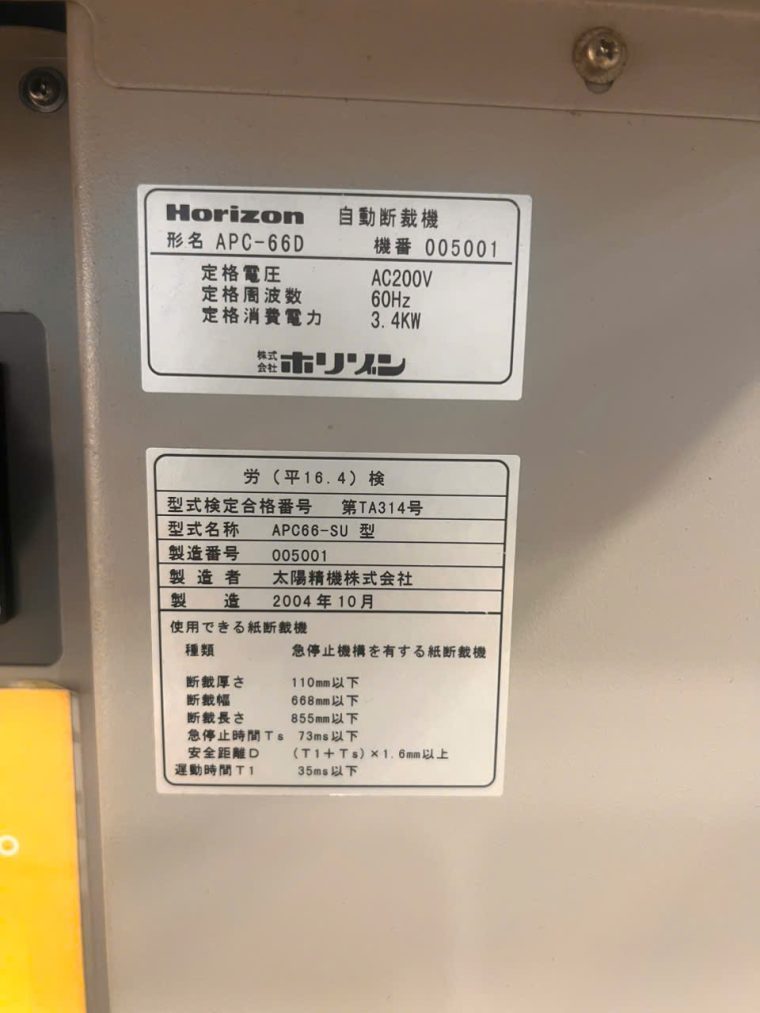 Horizon 自動断裁機
形名 APC-66D 機番 005001
定格電圧 AC200V
定格周波数 60Hz
定格消費電力 3.4KW
株式会社 ホリゾン
労（平16.4）検
型式検定合格番号 第TA314号
型式名称 APC66-SU 型
製造番号 005001
製造者 太陽精機株式会社
製造 2004年10月
使用できる紙断裁機
種類 急停止機構を有する紙断裁機
断裁厚さ 110mm以下
断裁幅 668mm以下
断裁長さ 855mm以下
急停止時間Ts 73ms以下
安全距離D (T1+Ts)×1.6mm以上
遅動時間T1 35ms以下